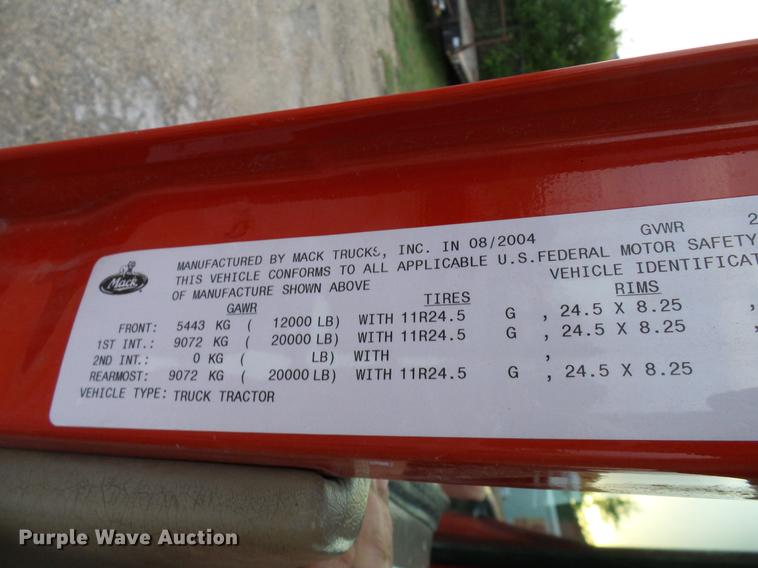 MANUFACTURED BY MACK TRUCKS, INC. IN 08/2004 GVWR 2
THIS VEHICLE CONFORMS TO ALL APPLICABLE U.S.FEDERAL MOTOR SAFETY
OF MANUFACTURE SHOWN ABOVE VEHICLE IDENTIFICAT
Mack
GAWR TIRES RIMS
FRONT: 5443 KG ( 12000 LB) WITH 11R24.5 G , 24.5 X 8.25 ,
1ST INT.: 9072 KG ( 20000 LB) WITH 11R24.5 G , 24.5 X 8.25 ,
2ND INT.: 0 KG ( LB) WITH ,
REARMOST: 9072 KG ( 20000 LB) WITH 11R24.5 G , 24.5 X 8.25
VEHICLE TYPE: TRUCK TRACTOR
Purple Wave Auction